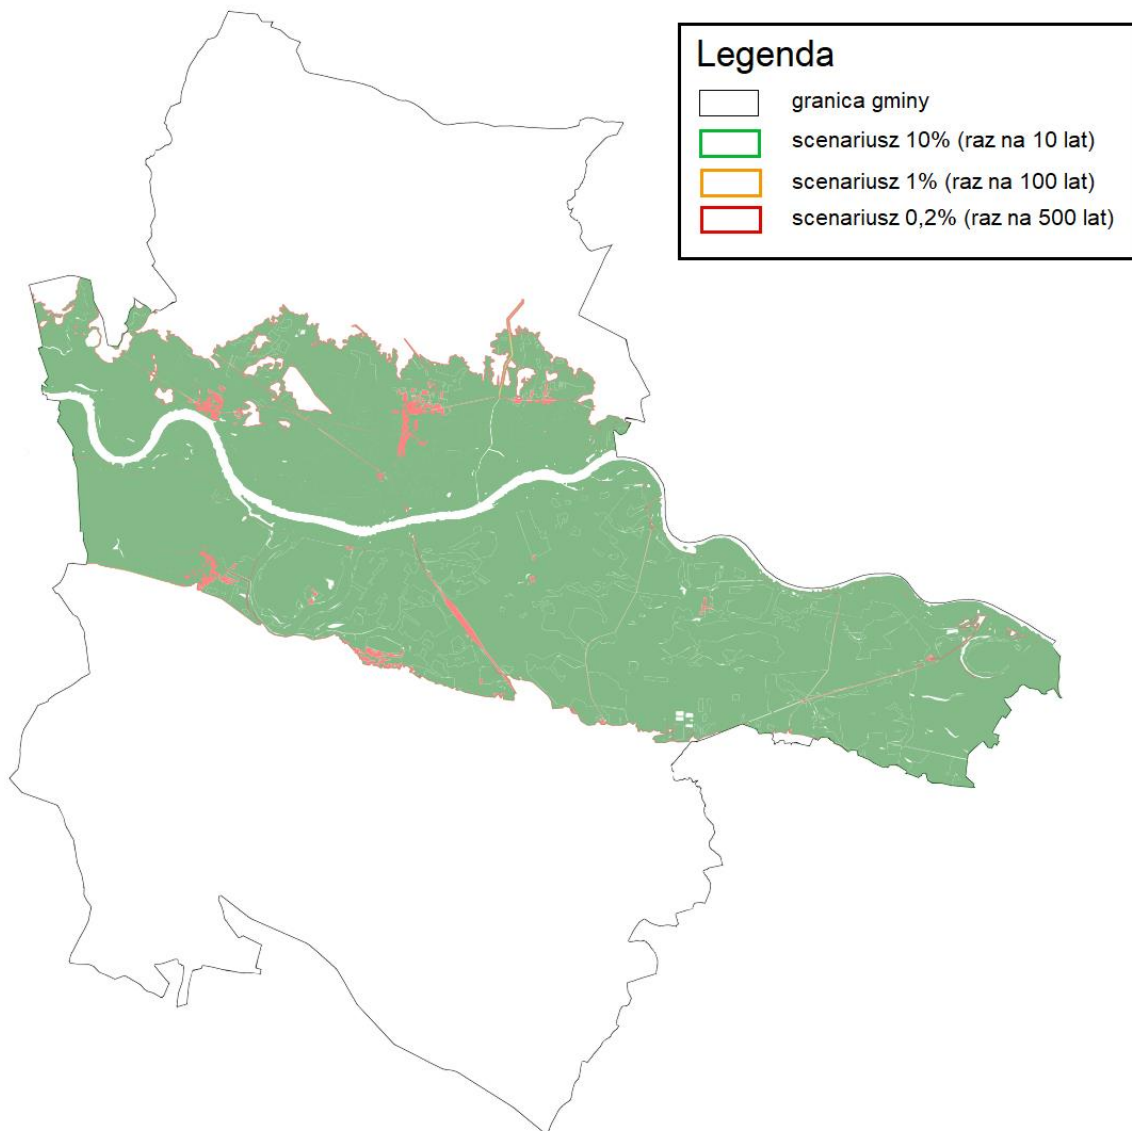 Legenda
granica gminy
scenariusz 10% (raz na 10 lat)
scenariusz 1% (raz na 100 lat)
scenariusz 0,2% (raz na 500 lat)